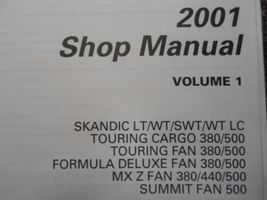 2001
Shop Manual
VOLUME 1
SKANDIC LT/WT/SWT/WT LC
TOURING CARGO 380/500
TOURING FAN 380/500
FORMULA DELUXE FAN 380/500
MX Z FAN 380/440/500
SUMMIT FAN 500